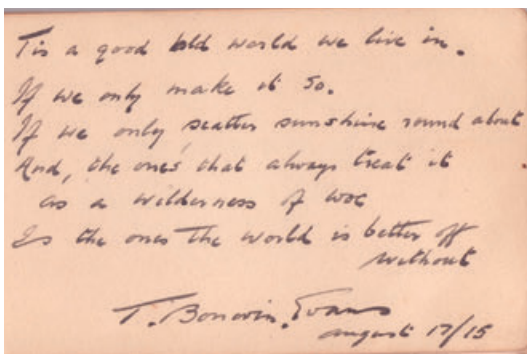 Tis a good old world we live in.
If we only make it so.
If we only scatter sunshine round about
And, the ones that always treat it
as a wilderness of woe
Is the ones the world is better off
without
T. Evans
august 17/15